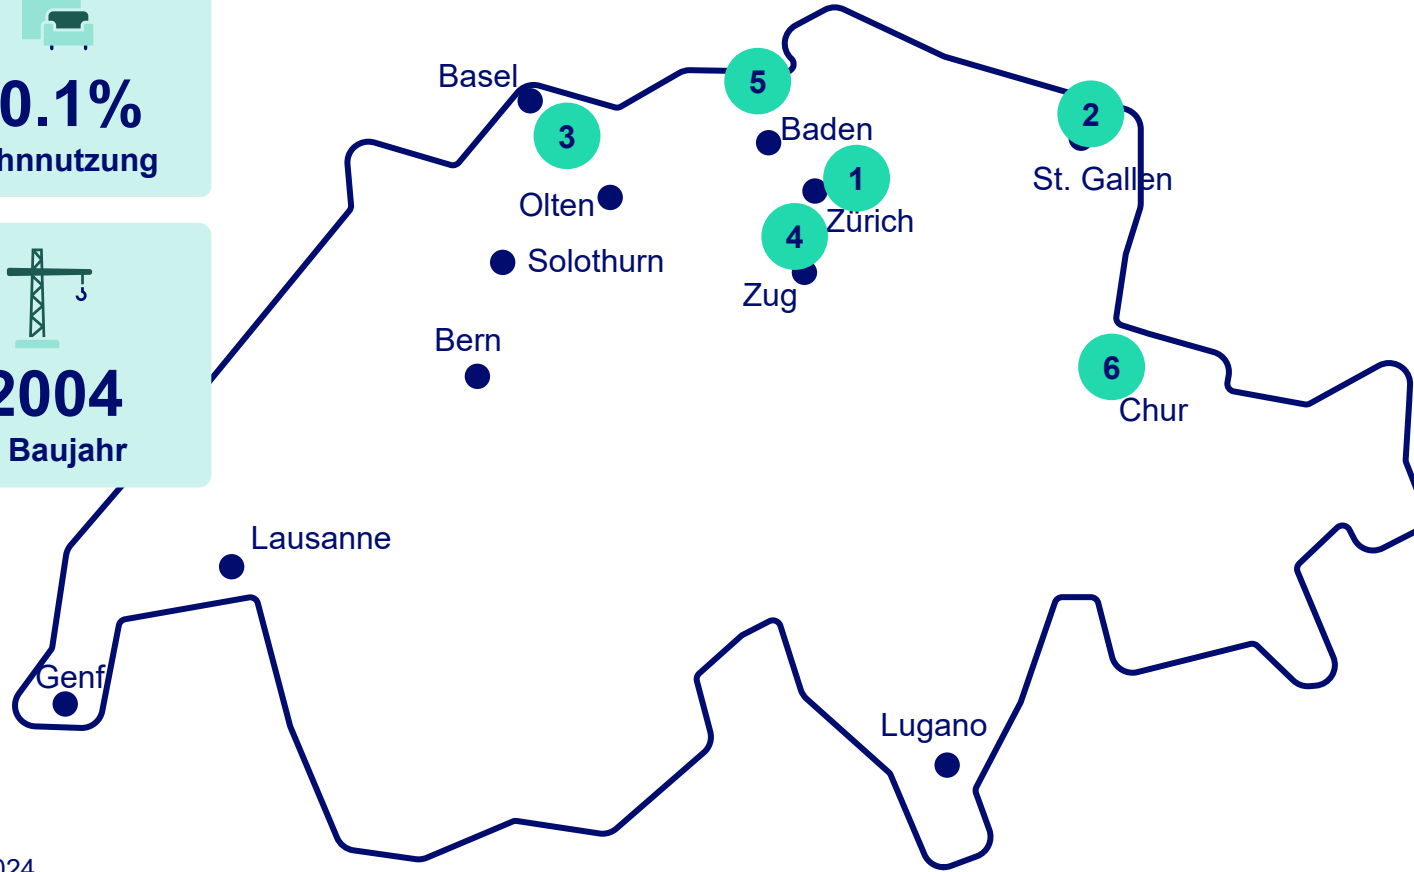 0.1%
hnnutzung
2004
Baujahr
Basel
5
2
3
Baden
1
St. Gallen
Olten
Zürich
4
Solothurn
Zug
Bern
6
Chur
Lausanne
Genf
Lugano
024